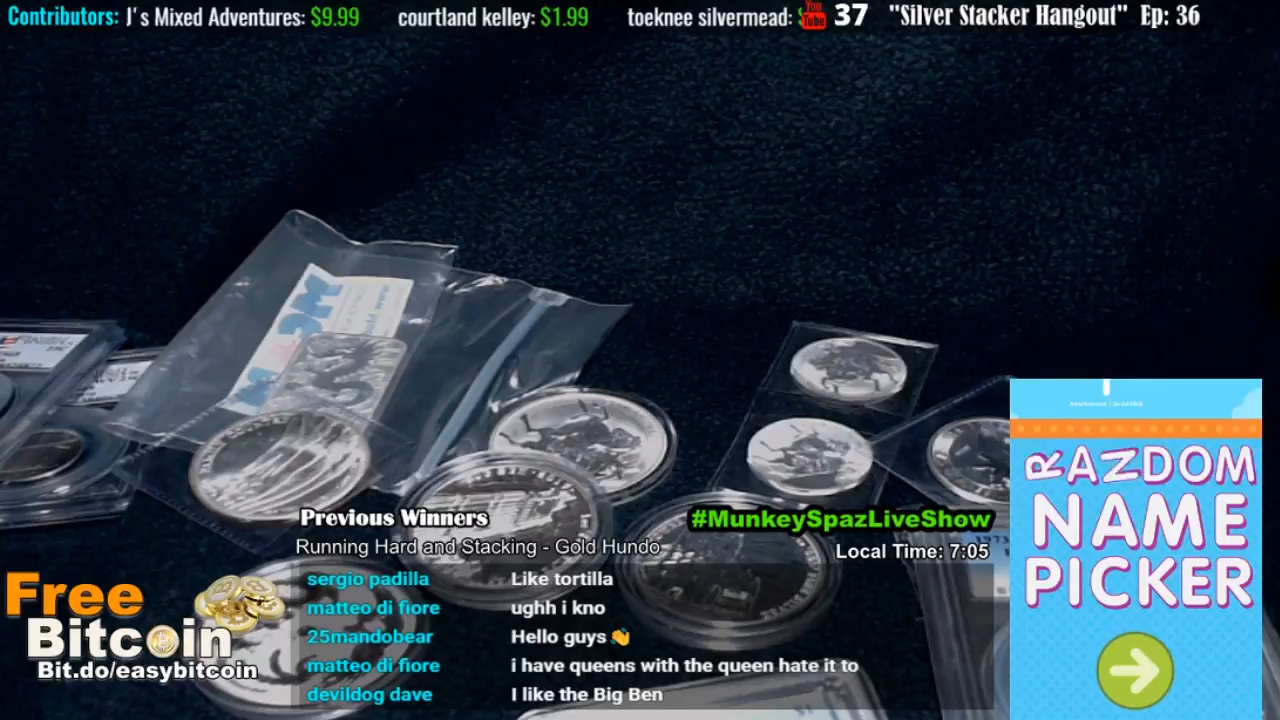 Contributors: J's Mixed Adventures: $9.99 courtland kelley: $1.99 toeknee silvermead: You Tube 37 "Silver Stacker Hangout" Ep: 36
Previous Winners
Running Hard and Stacking - Gold Hundo
#MunkeySpazLiveShow
Local Time: 7:05
sergio padilla Like tortilla
matteo di fiore ughh i kno
25mandobear Hello guys 👋
matteo di fiore i have queens with the queen hate it to
devildog dave I like the Big Ben
Free
Bitcoin
Bit.do/easybitcoin
RAZDOM
NAME
PICKER
1973